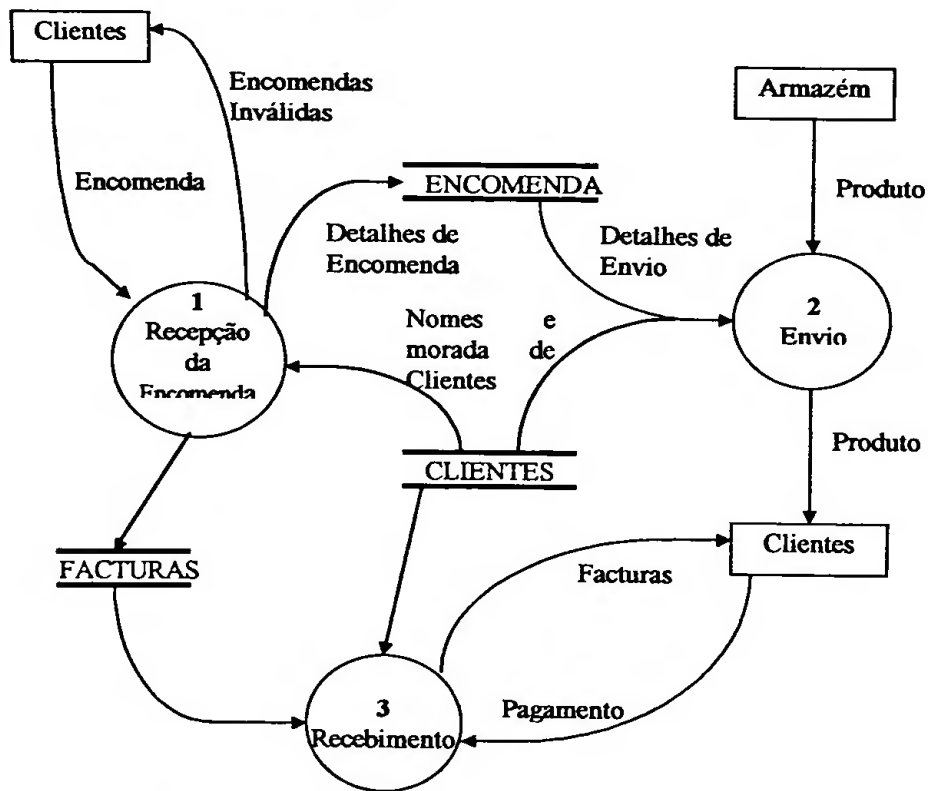 Clientes
Encomendas
Inválidas
Armazém
Encomenda
ENCOMENDA
Produto
Detalhes de
Encomenda
Detalhes de
Envio
1
Recepção
da
Encomenda
Nomes e
morada de
Clientes
2
Envio
CLIENTES
Produto
FACTURAS
Clientes
Facturas
3
Recebimento
Pagamento